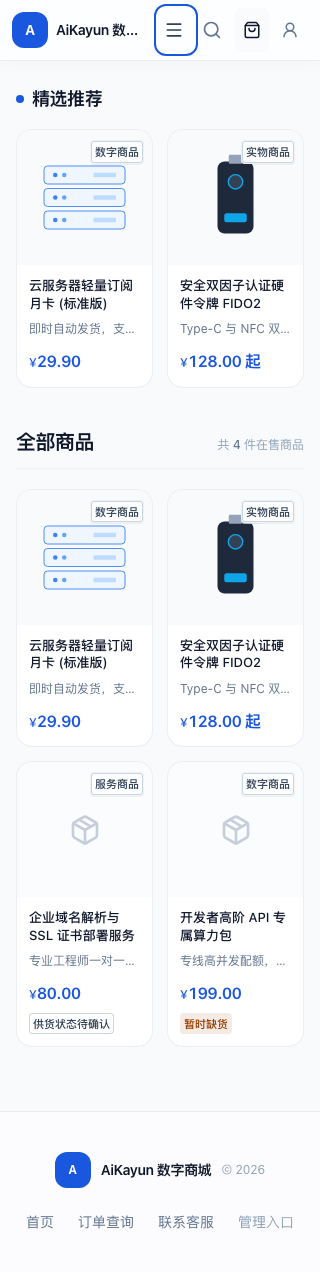 A AiKayun 数...
精选推荐
数字商品
云服务器轻量订阅
月卡 (标准版)
即时自动发货，支...
¥29.90
实物商品
安全双因子认证硬
件令牌 FIDO2
Type-C 与 NFC 双...
¥128.00 起
全部商品
共 4 件在售商品
数字商品
云服务器轻量订阅
月卡 (标准版)
即时自动发货，支...
¥29.90
实物商品
安全双因子认证硬
件令牌 FIDO2
Type-C 与 NFC 双...
¥128.00 起
服务商品
企业域名解析与
SSL 证书部署服务
专业工程师一对一...
¥80.00
供货状态待确认
数字商品
开发者高阶 API 专
属算力包
专线高并发配额，...
¥199.00
暂时缺货
A AiKayun 数字商城 © 2026
首页 订单查询 联系客服 管理入口